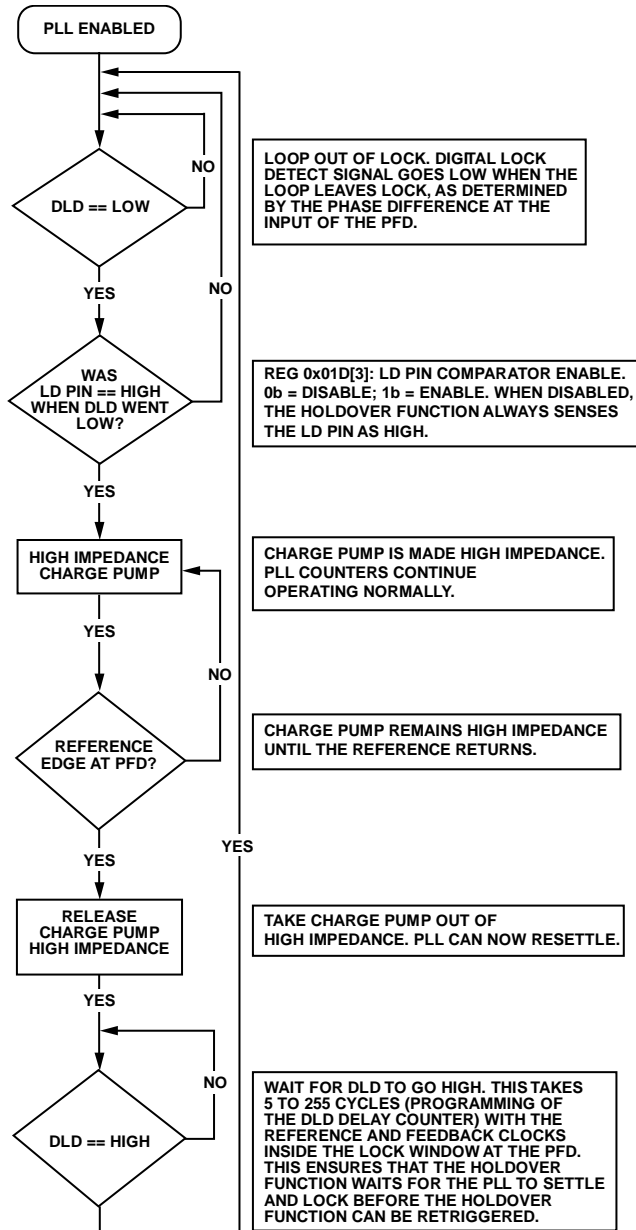 PLL ENABLED
NO
LOOP OUT OF LOCK. DIGITAL LOCK
DETECT SIGNAL GOES LOW WHEN THE
LOOP LEAVES LOCK, AS DETERMINED
BY THE PHASE DIFFERENCE AT THE
INPUT OF THE PFD.
DLD == LOW
YES
NO
WAS
LD PIN == HIGH
WHEN DLD WENT
LOW?
REG 0x01D[3]: LD PIN COMPARATOR ENABLE.
0b = DISABLE; 1b = ENABLE. WHEN DISABLED,
THE HOLDOVER FUNCTION ALWAYS SENSES
THE LD PIN AS HIGH.
YES
HIGH IMPEDANCE
CHARGE PUMP
CHARGE PUMP IS MADE HIGH IMPEDANCE.
PLL COUNTERS CONTINUE
OPERATING NORMALLY.
YES
NO
REFERENCE
EDGE AT PFD?
CHARGE PUMP REMAINS HIGH IMPEDANCE
UNTIL THE REFERENCE RETURNS.
YES
YES
RELEASE
CHARGE PUMP
HIGH IMPEDANCE
TAKE CHARGE PUMP OUT OF
HIGH IMPEDANCE. PLL CAN NOW RESETTLE.
YES
NO
DLD == HIGH
WAIT FOR DLD TO GO HIGH. THIS TAKES
5 TO 255 CYCLES (PROGRAMMING OF
THE DLD DELAY COUNTER) WITH THE
REFERENCE AND FEEDBACK CLOCKS
INSIDE THE LOCK WINDOW AT THE PFD.
THIS ENSURES THAT THE HOLDOVER
FUNCTION WAITS FOR THE PLL TO SETTLE
AND LOCK BEFORE THE HOLDOVER
FUNCTION CAN BE RETRIGGERED.